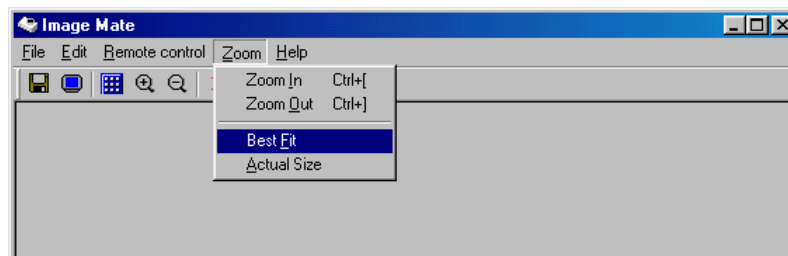 Image Mate
File Edit Remote control Zoom Help
Zoom In Ctrl+[
Zoom Out Ctrl+]
Best Fit
Actual Size